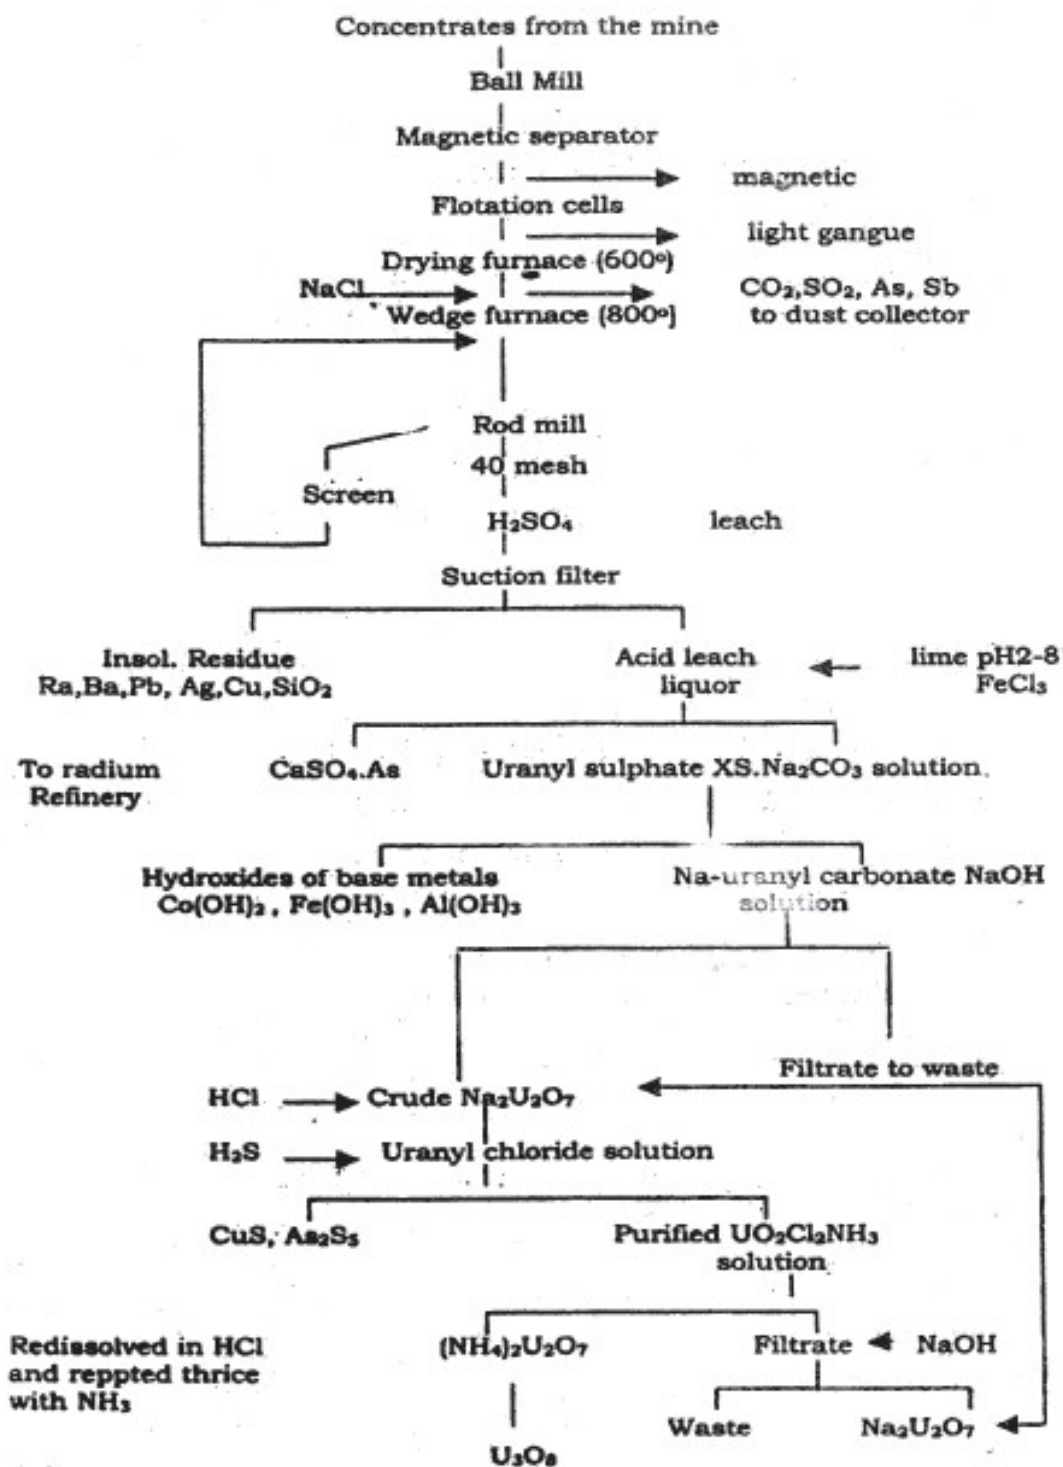 Concentrates from the mine
Ball Mill
Magnetic separator
magnetic
Flotation cells
light gangue
Drying furnace (600°)
NaCl
CO₂,SO₂, As, Sb
Wedge furnace (800°)
to dust collector
Rod mill
40 mesh
Screen
H₂SO₄
leach
Suction filter
Insol. Residue
Ra,Ba,Pb, Ag,Cu,SiO₂
Acid leach
liquor
lime pH2-8
FeCl₃
To radium
Refinery
CaSO₄.As
Uranyl sulphate XS.Na₂CO₃ solution
Hydroxides of base metals
Co(OH)₂ , Fe(OH)₃ , Al(OH)₃
Na-uranyl carbonate NaOH
solution
Filtrate to waste
HCl
Crude Na₂U₂O₇
H₂S
Uranyl chloride solution
CuS, As₂S₅
Purified UO₂Cl₂NH₃
solution
Redissolved in HCl
and reppted thrice
with NH₃
(NH₄)₂U₂O₇
Filtrate
NaOH
Waste
Na₂U₂O₇
U₃O₈